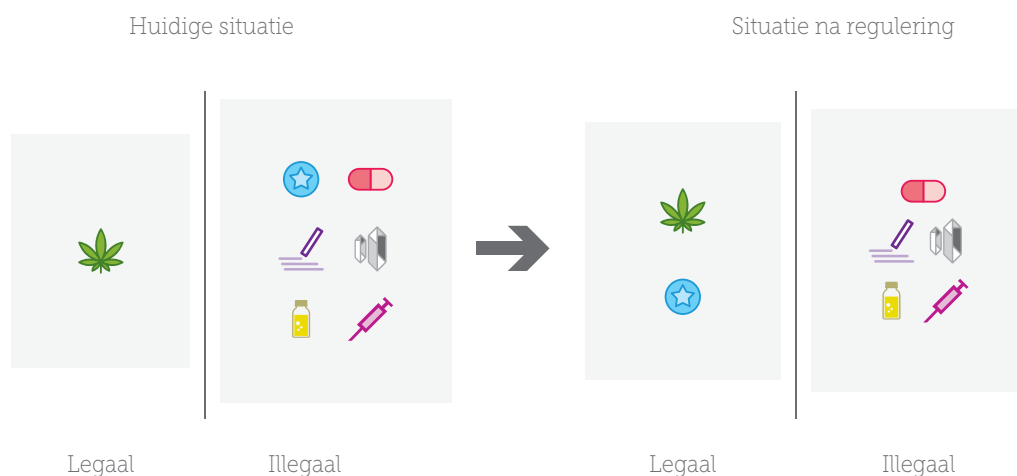 Huidige situatie
Situatie na regulering
Legaal
Illegaal
Legaal
Illegaal